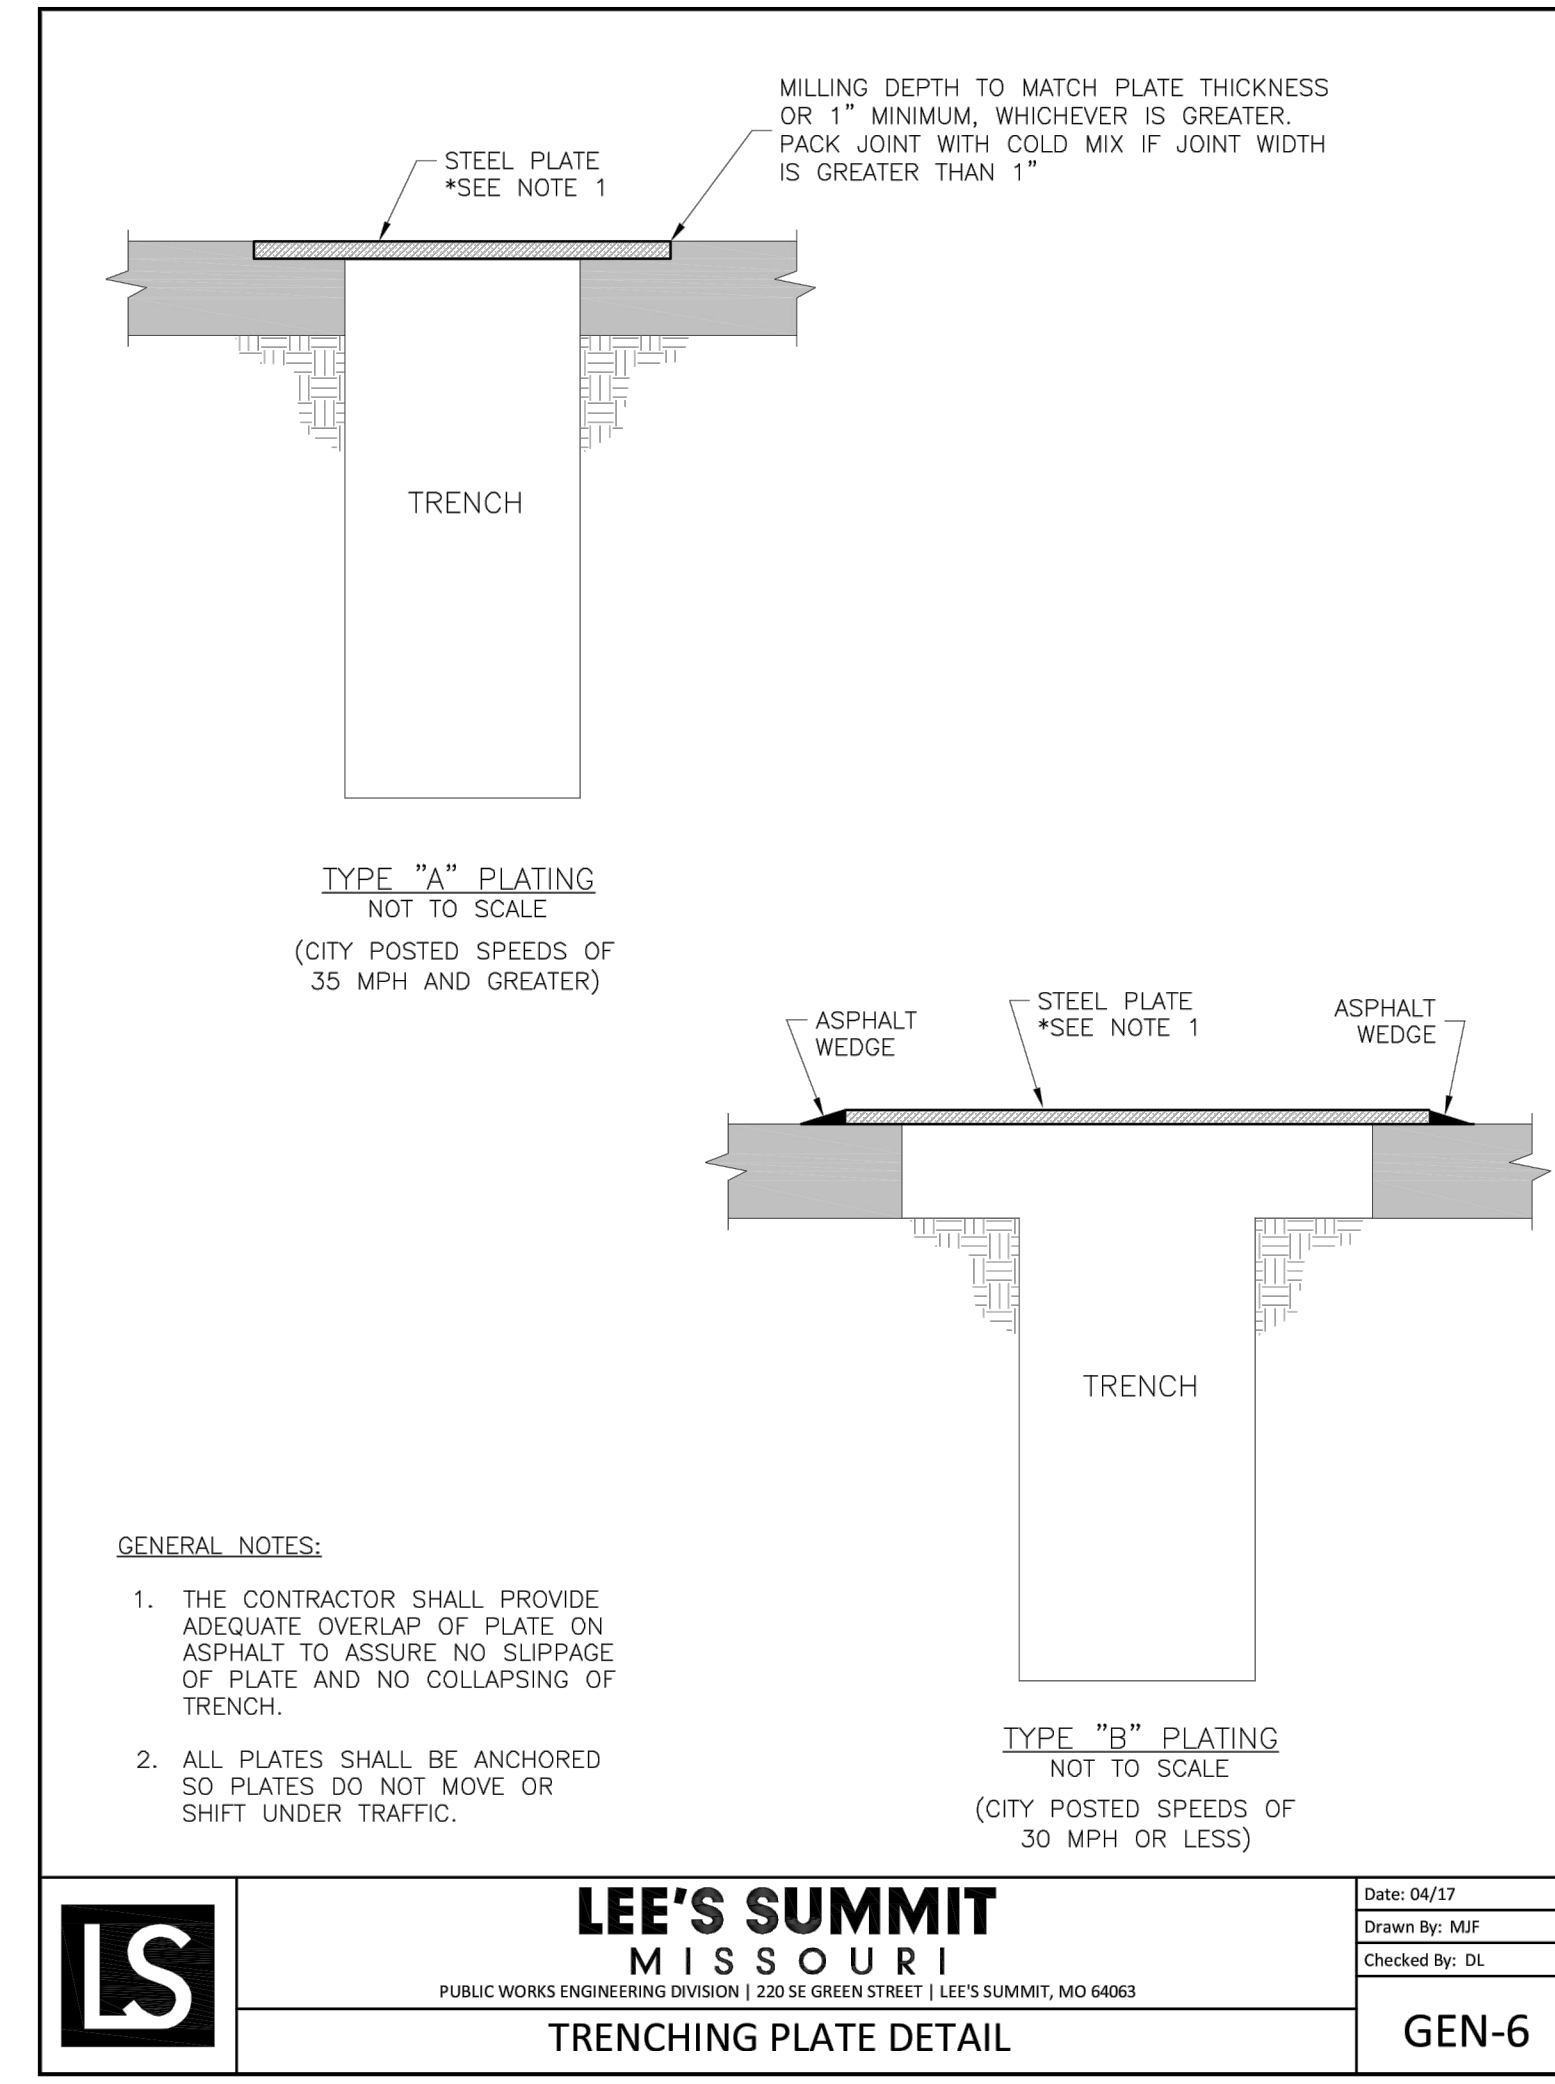 MILLING DEPTH TO MATCH PLATE THICKNESS
OR 1" MINIMUM, WHICHEVER IS GREATER.
PACK JOINT WITH COLD MIX IF JOINT WIDTH
IS GREATER THAN 1"
STEEL PLATE
*SEE NOTE 1
TRENCH
TYPE "A" PLATING
NOT TO SCALE
(CITY POSTED SPEEDS OF
35 MPH AND GREATER)
ASPHALT
WEDGE
STEEL PLATE
*SEE NOTE 1
ASPHALT
WEDGE
TRENCH
TYPE "B" PLATING
NOT TO SCALE
(CITY POSTED SPEEDS OF
30 MPH OR LESS)
GENERAL NOTES:
1. THE CONTRACTOR SHALL PROVIDE
ADEQUATE OVERLAP OF PLATE ON
ASPHALT TO ASSURE NO SLIPPAGE
OF PLATE AND NO COLLAPSING OF
TRENCH.
2. ALL PLATES SHALL BE ANCHORED
SO PLATES DO NOT MOVE OR
SHIFT UNDER TRAFFIC.
LS
LEE'S SUMMIT
MISSOURI
PUBLIC WORKS ENGINEERING DIVISION | 220 SE GREEN STREET | LEE'S SUMMIT, MO 64063
TRENCHING PLATE DETAIL
Date: 04/17
Drawn By: MJF
Checked By: DL
GEN-6